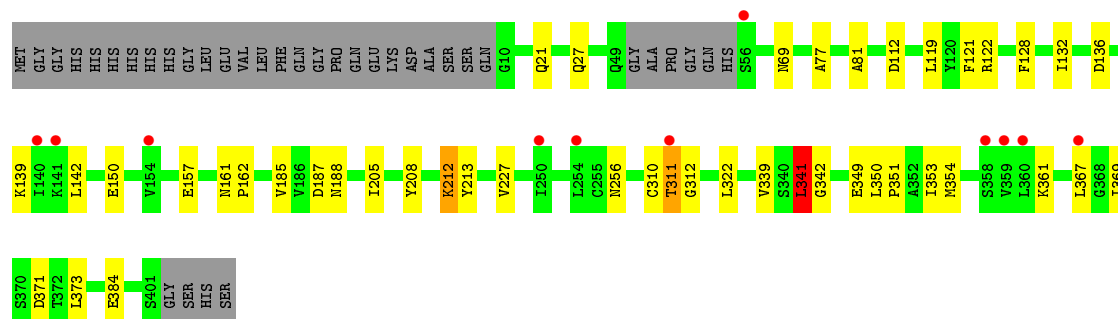 MET GLY GLY HIS HIS HIS HIS HIS HIS GLY LEU GLU VAL LEU PHE GLN GLY PRO GLN GLU LYS ASP ALA SER SER GLN G10 Q21 Q27 Q49 GLY ALA PRO GLY GLN HIS S56 N69 A77 A81 D112 L119 Y120 F121 R122 F128 I132 D136
K139 I140 K141 L142 E150 V154 E157 N161 P162 V185 V186 D187 N188 I205 Y208 K212 Y213 V227 I250 L254 C255 N256 C310 T311 G312 L322 V339 S340 L341 G342 E349 L350 P351 A352 I353 M354 S358 V359 L360 K361 L367 G368 I369
S370 D371 T372 L373 E384 S401 GLY SER HIS SER